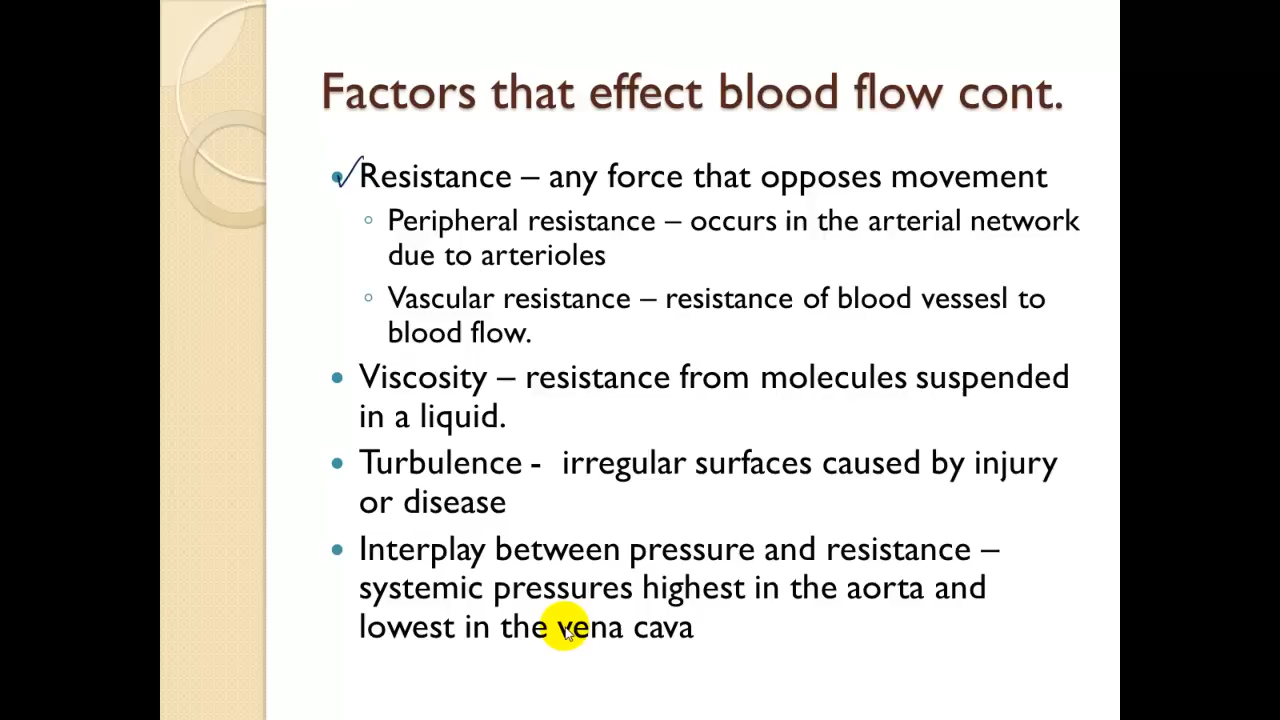 Factors that effect blood flow cont.
Resistance – any force that opposes movement
Peripheral resistance – occurs in the arterial network
due to arterioles
Vascular resistance – resistance of blood vessesl to
blood flow.
Viscosity – resistance from molecules suspended
in a liquid.
Turbulence - irregular surfaces caused by injury
or disease
Interplay between pressure and resistance –
systemic pressures highest in the aorta and
lowest in the vena cava